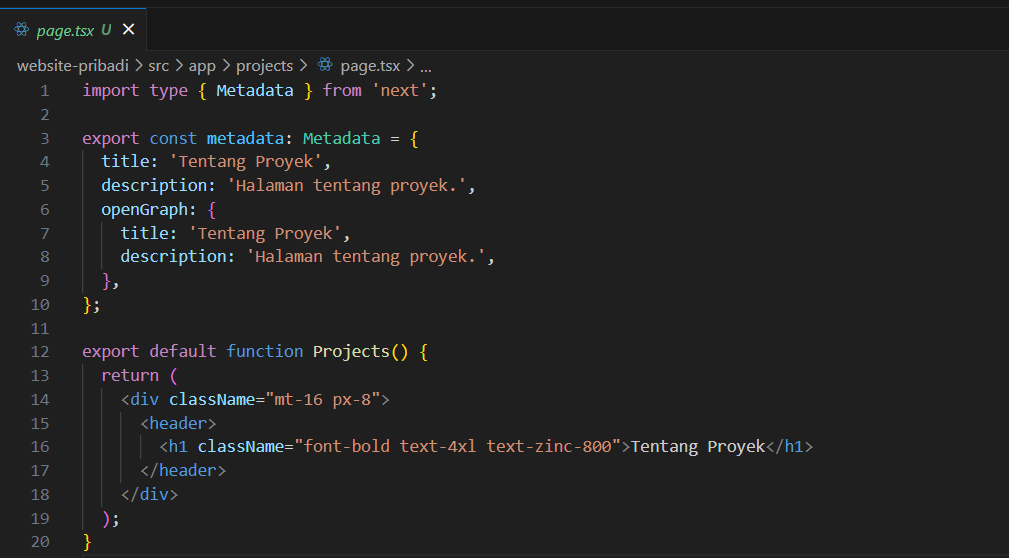 page.tsx U
website-pribadi > src > app > projects > page.tsx > ...
1 import type { Metadata } from 'next';
2
3 export const metadata: Metadata = {
4   title: 'Tentang Proyek',
5   description: 'Halaman tentang proyek.',
6   openGraph: {
7     title: 'Tentang Proyek',
8     description: 'Halaman tentang proyek.',
9   },
10 };
11
12 export default function Projects() {
13   return (
14     <div className="mt-16 px-8">
15       <header>
16         <h1 className="font-bold text-4xl text-zinc-800">Tentang Proyek</h1>
17       </header>
18     </div>
19   );
20 }